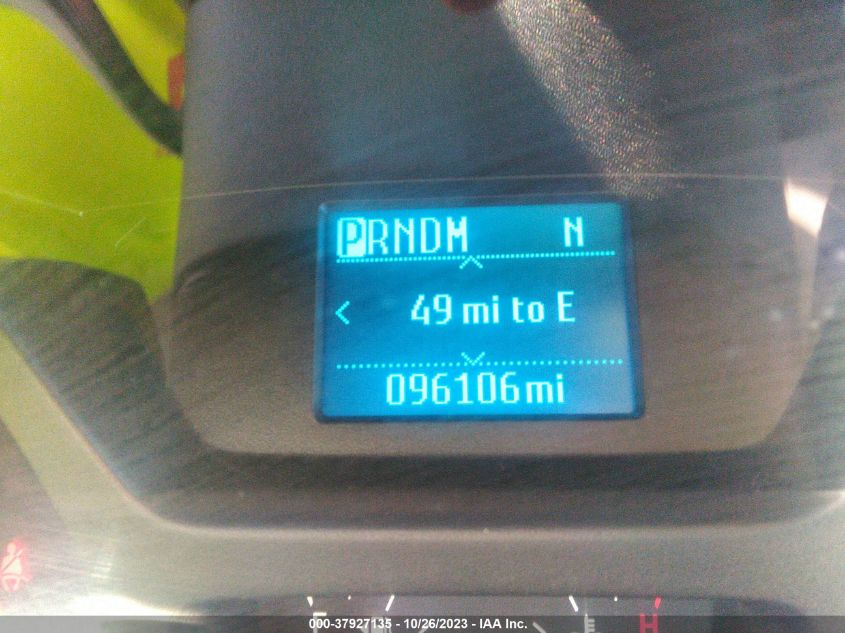 PRNDM N
49 mi to E
096106mi
H
000-37927135 - 10/26/2023 - IAA Inc.